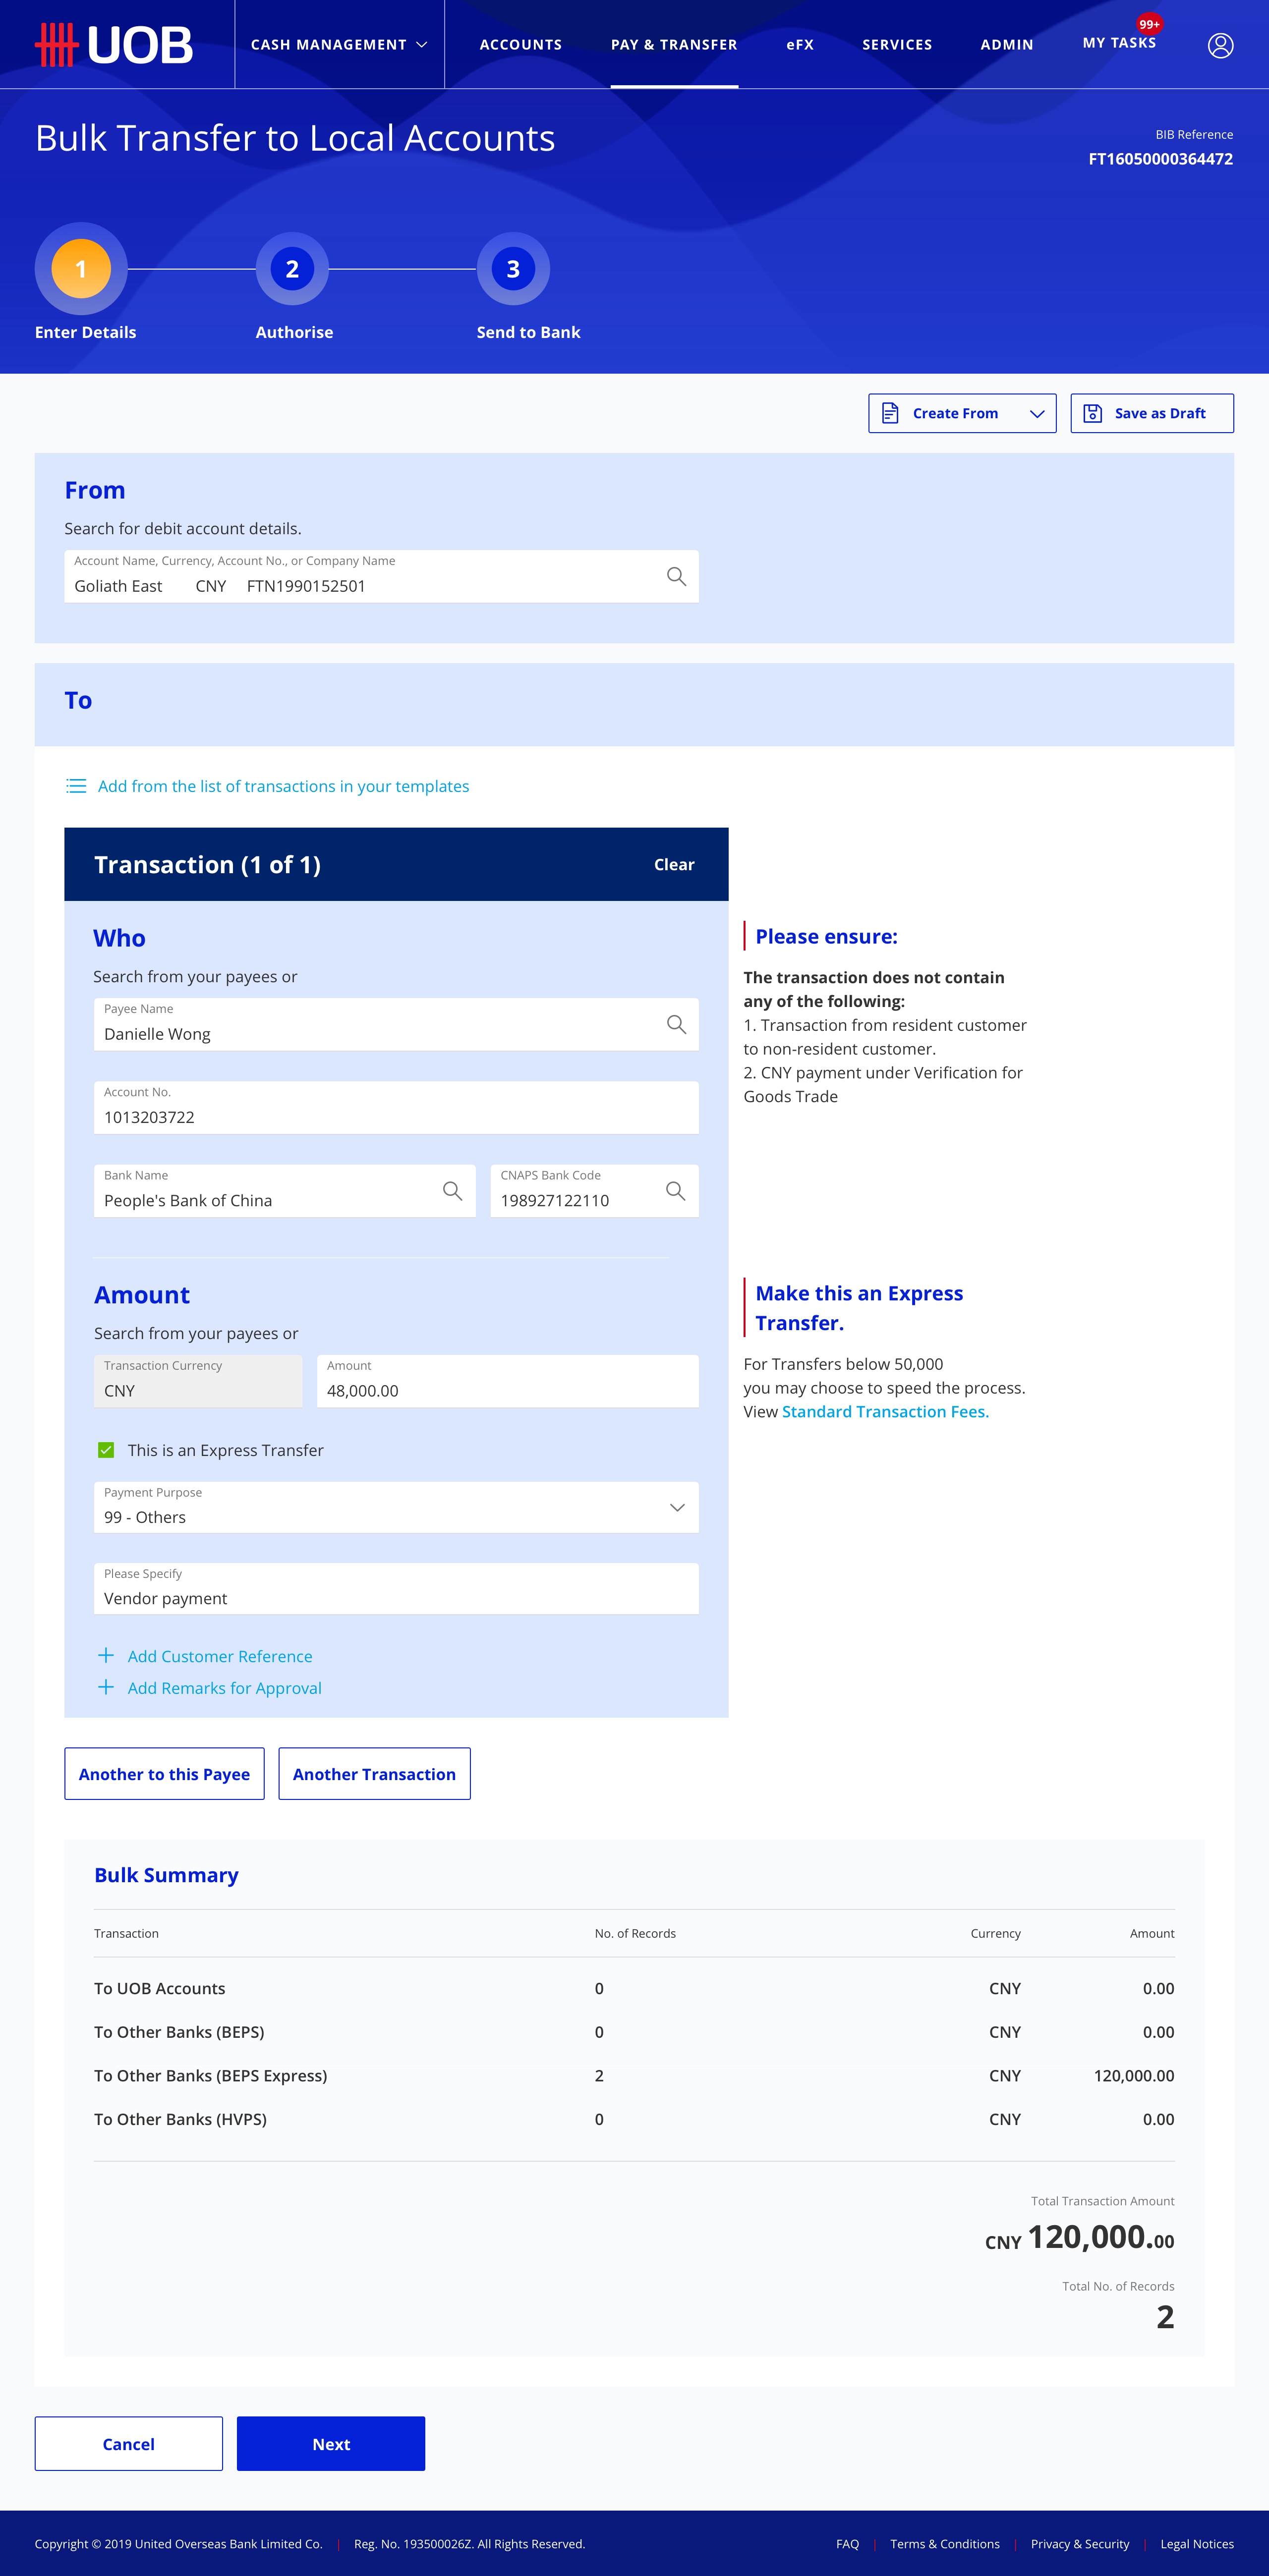 UOB
CASH MANAGEMENT
ACCOUNTS
PAY & TRANSFER
eFX
SERVICES
ADMIN
MY TASKS
99+
Bulk Transfer to Local Accounts
BIB Reference
FT16050000364472
1
2
3
Enter Details
Authorise
Send to Bank
Create From
Save as Draft
From
Search for debit account details.
Account Name, Currency, Account No., or Company Name
Goliath East CNY FTN1990152501
To
Add from the list of transactions in your templates
Transaction (1 of 1)
Clear
Who
Search from your payees or
Payee Name
Danielle Wong
Account No.
1013203722
Bank Name
People's Bank of China
CNAPS Bank Code
198927122110
Please ensure:
The transaction does not contain
any of the following:
1. Transaction from resident customer
to non-resident customer.
2. CNY payment under Verification for
Goods Trade
Amount
Search from your payees or
Transaction Currency
CNY
Amount
48,000.00
This is an Express Transfer
Payment Purpose
99 - Others
Please Specify
Vendor payment
Add Customer Reference
Add Remarks for Approval
Make this an Express
Transfer.
For Transfers below 50,000
you may choose to speed the process.
View Standard Transaction Fees.
Another to this Payee
Another Transaction
Bulk Summary
Transaction No. of Records Currency Amount
To UOB Accounts 0 CNY 0.00
To Other Banks (BEPS) 0 CNY 0.00
To Other Banks (BEPS Express) 2 CNY 120,000.00
To Other Banks (HVPS) 0 CNY 0.00
Total Transaction Amount
CNY 120,000.00
Total No. of Records
2
Cancel
Next
Copyright © 2019 United Overseas Bank Limited Co. | Reg. No. 193500026Z. All Rights Reserved.
FAQ | Terms & Conditions | Privacy & Security | Legal Notices